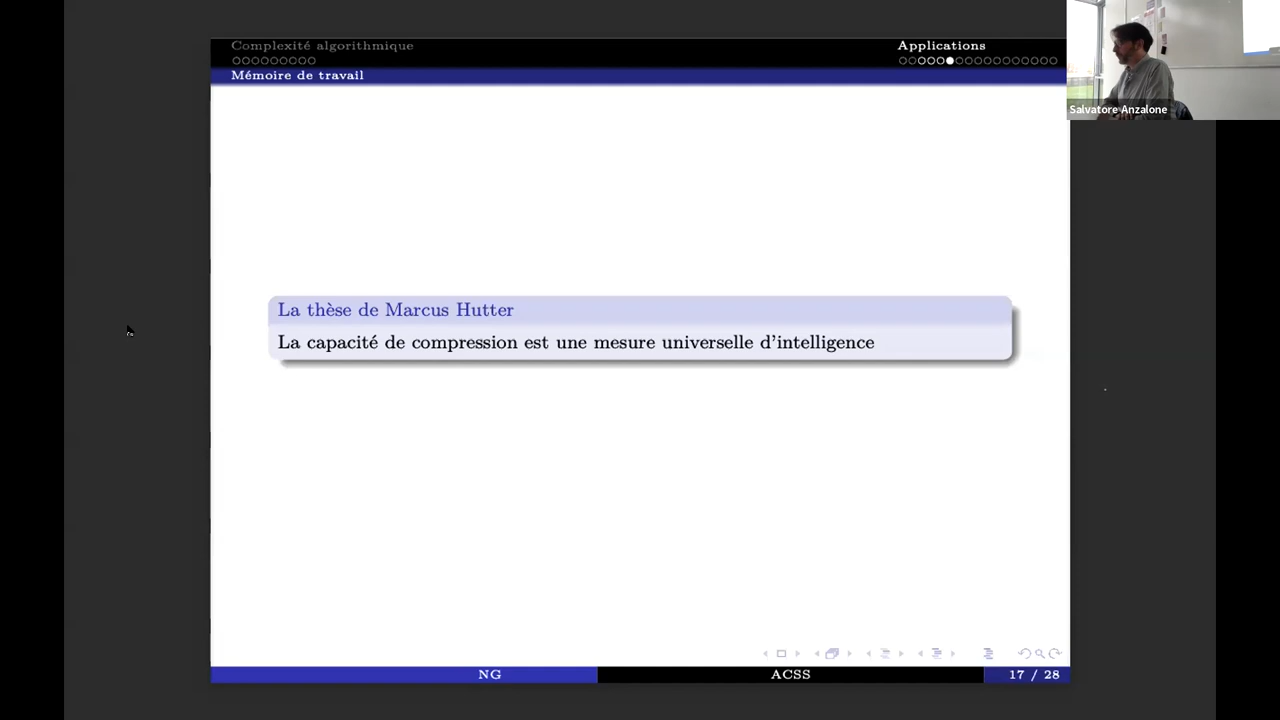 Complexité algorithmique
Applications
Mémoire de travail
Salvatore Anzalone
La thèse de Marcus Hutter
La capacité de compression est une mesure universelle d'intelligence
NG
ACSS
17 / 28